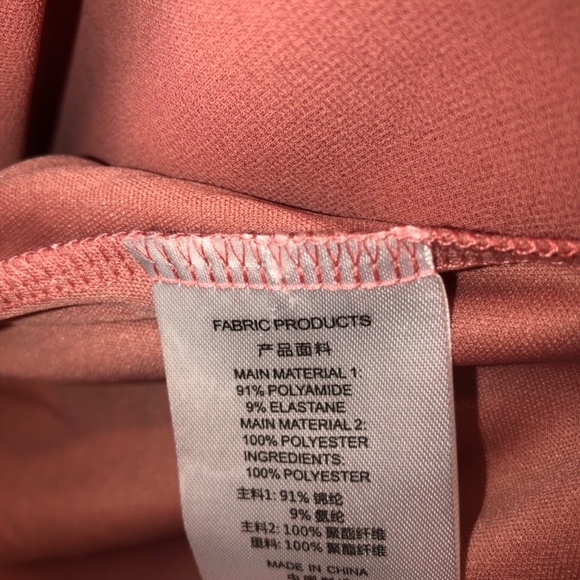 FABRIC PRODUCTS
产品面料
MAIN MATERIAL 1:
91% POLYAMIDE
9% ELASTANE
MAIN MATERIAL 2:
100% POLYESTER
INGREDIENTS:
100% POLYESTER
主料1: 91% 锦纶
9% 氨纶
主料2: 100% 聚酯纤维
里料: 100% 聚酯纤维
MADE IN CHINA